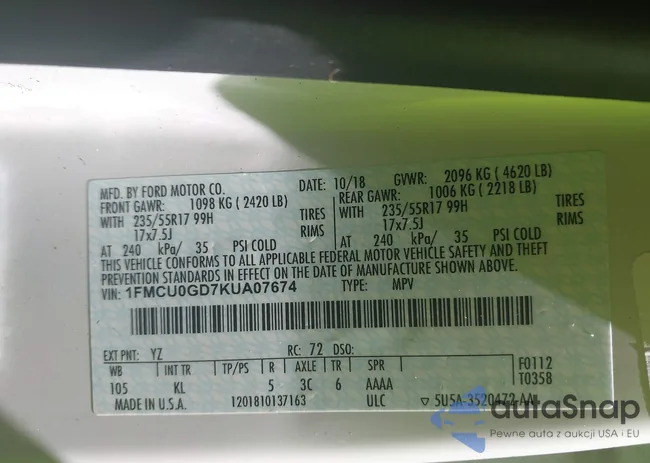 MFD. BY FORD MOTOR CO.
DATE: 10/18 GVWR: 2096 KG ( 4620 LB)
FRONT GAWR: 1098 KG ( 2420 LB)
REAR GAWR: 1006 KG ( 2218 LB)
WITH 235/55R17 99H TIRES
WITH 235/55R17 99H TIRES
17x7.5J RIMS
17x7.5J RIMS
AT 240 kPa/ 35 PSI COLD
AT 240 kPa/ 35 PSI COLD
THIS VEHICLE CONFORMS TO ALL APPLICABLE FEDERAL MOTOR VEHICLE SAFETY AND THEFT
PREVENTION STANDARDS IN EFFECT ON THE DATE OF MANUFACTURE SHOWN ABOVE.
VIN: 1FMCU0GD7KUA07674 TYPE: MPV
EXT PNT: YZ RC: 72 DSO:
WB INT TR TP/PS R AXLE TR SPR F0112
105 KL 5 3C 6 AAAA T0358
MADE IN U.S.A. 1201810137163 ULC ▽ 5U5A-3520472-AA
autoSnap
Pewne auta z aukcji USA i EU